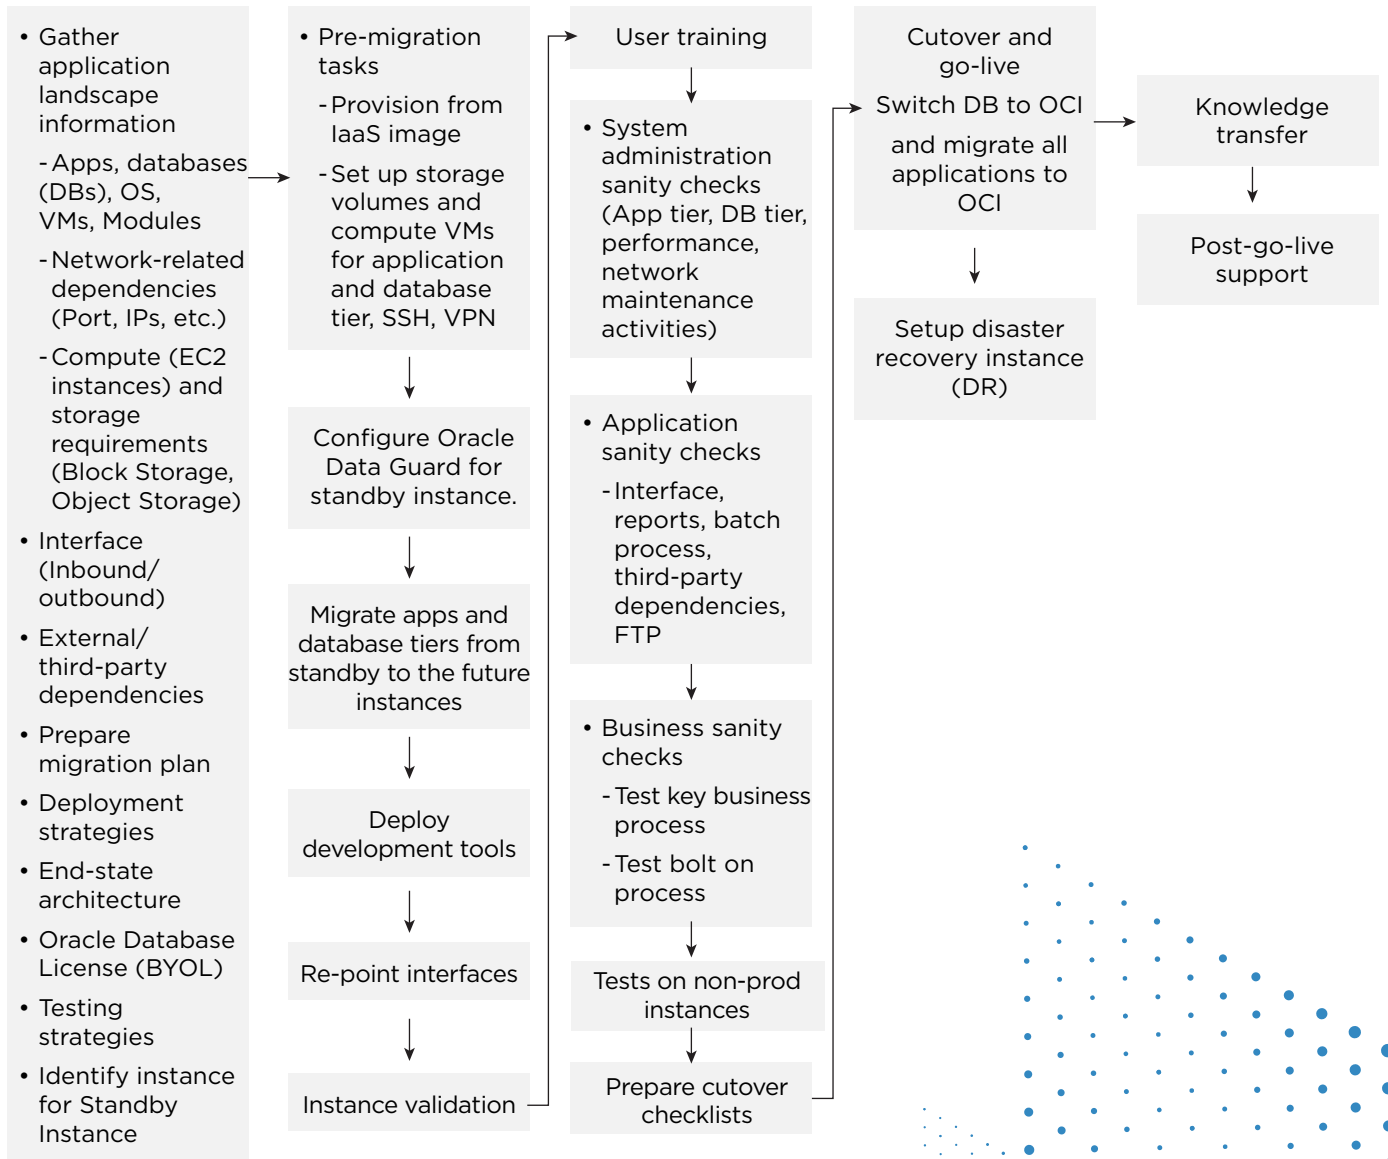 • Gather
application
landscape
information
- Apps, databases
(DBs), OS,
VMs, Modules
- Network-related
dependencies
(Port, IPs, etc.)
- Compute (EC2
instances) and
storage
requirements
(Block Storage,
Object Storage)
• Interface
(Inbound/
outbound)
• External/
third-party
dependencies
• Prepare
migration plan
• Deployment
strategies
• End-state
architecture
• Oracle Database
License (BYOL)
• Testing
strategies
• Identify instance
for Standby
Instance
• Pre-migration
tasks
- Provision from
IaaS image
- Set up storage
volumes and
compute VMs
for application
and database
tier, SSH, VPN
Configure Oracle
Data Guard for
standby instance.
Migrate apps and
database tiers from
standby to the future
instances
Deploy
development tools
Re-point interfaces
Instance validation
User training
• System
administration
sanity checks
(App tier, DB tier,
performance,
network
maintenance
activities)
• Application
sanity checks
- Interface,
reports, batch
process,
third-party
dependencies,
FTP
• Business sanity
checks
- Test key business
process
- Test bolt on
process
Tests on non-prod
instances
Prepare cutover
checklists
Cutover and
go-live
Switch DB to OCI
and migrate all
applications to
OCI
Setup disaster
recovery instance
(DR)
Knowledge
transfer
Post-go-live
support